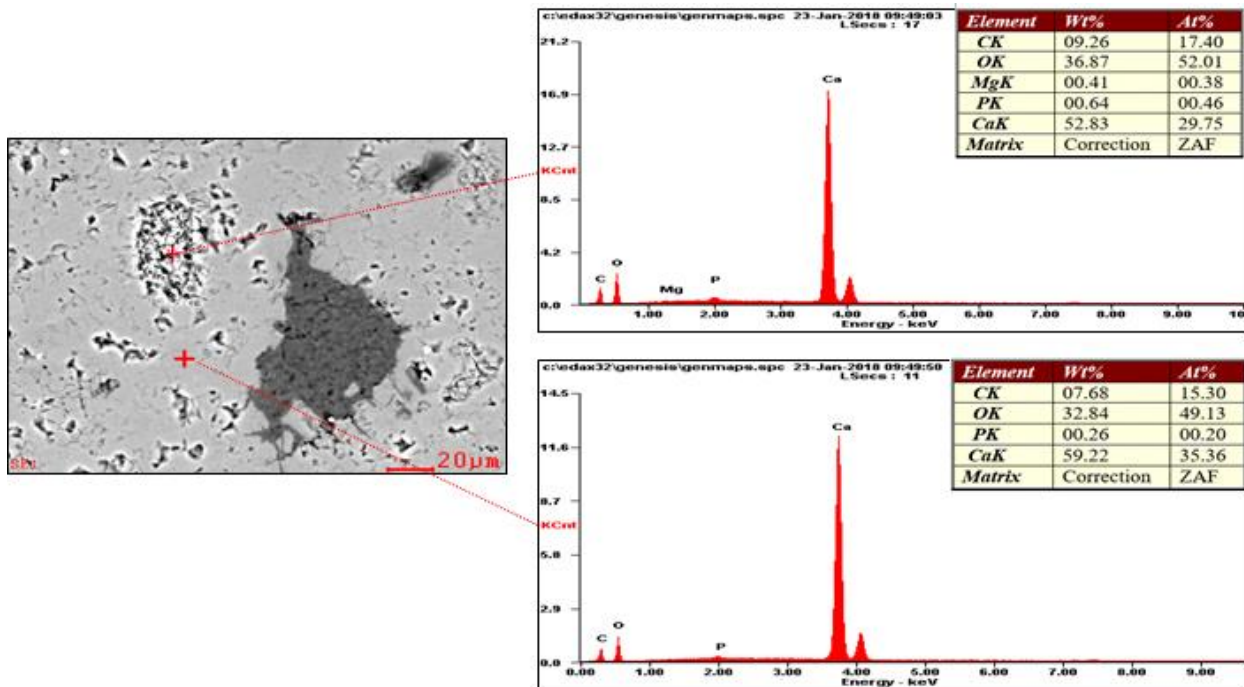 c:\edax32\genesis\genmaps.spc 23-Jan-2018 09:49:03
LSecs : 17
21.2
16.9
12.7
KCnt
8.5
4.2
0.0
C
O
Mg
P
Ca
1.00 2.00 3.00 4.00 5.00 6.00 7.00 8.00 9.00 10
Energy - keV
Element Wt% At%
CK 09.26 17.40
OK 36.87 52.01
MgK 00.41 00.38
PK 00.64 00.46
CaK 52.83 29.75
Matrix Correction ZAF
20µm
c:\edax32\genesis\genmaps.spc 23-Jan-2018 09:49:50
LSecs : 11
14.5
11.6
8.7
KCnt
5.8
2.9
0.0
C
O
P
Ca
1.00 2.00 3.00 4.00 5.00 6.00 7.00 8.00 9.00
Energy - keV
Element Wt% At%
CK 07.68 15.30
OK 32.84 49.13
PK 00.26 00.20
CaK 59.22 35.36
Matrix Correction ZAF